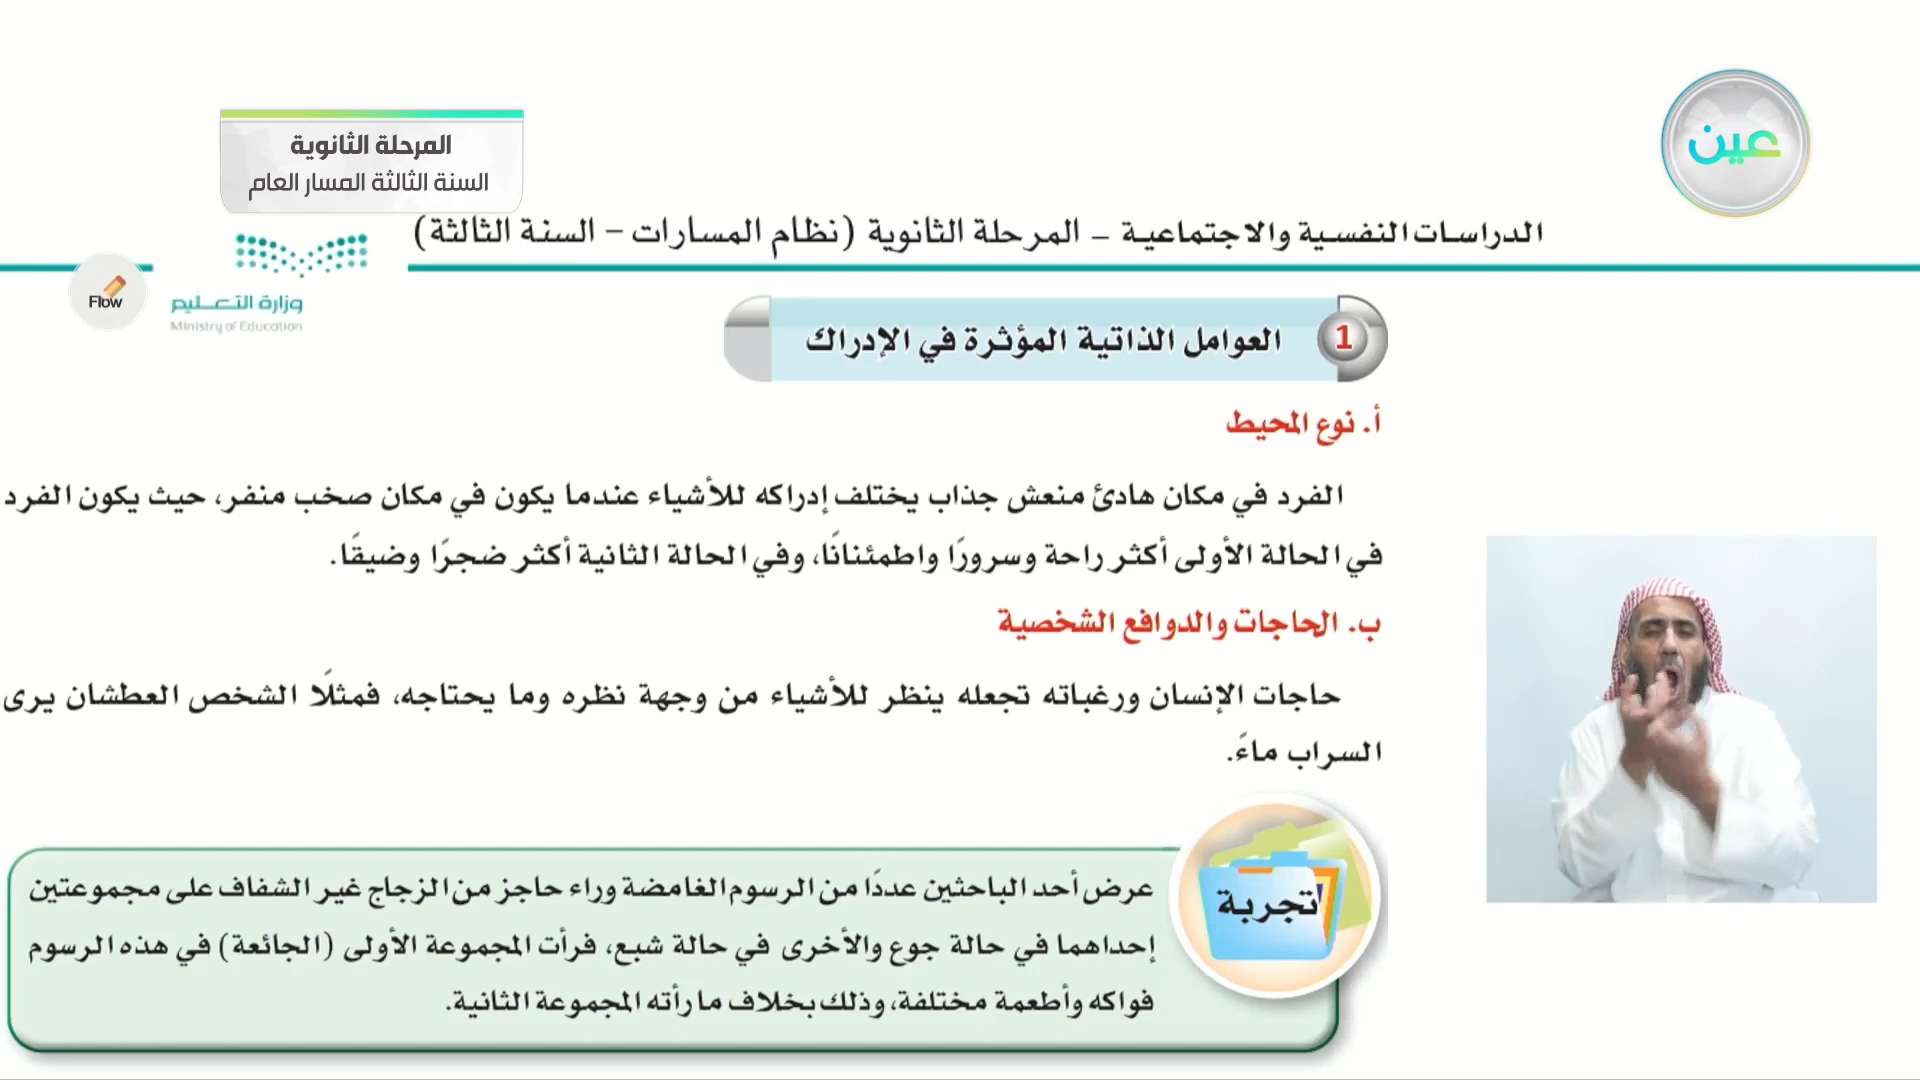 عين
المرحلة الثانوية
السنة الثالثة المسار العام
الدراسات النفسية والاجتماعية – المرحلة الثانوية (نظام المسارات – السنة الثالثة)
Flow
وزارة التعليم
Ministry of Education
1 العوامل الذاتية المؤثرة في الإدراك
أ. نوع المحيط
الفرد في مكان هادئ منعش جذاب يختلف إدراكه للأشياء عندما يكون في مكان صخب منفر، حيث يكون الفرد
في الحالة الأولى أكثر راحة وسرورًا واطمئنانًا، وفي الحالة الثانية أكثر ضجرًا وضيقًا.
ب. الحاجات والدوافع الشخصية
حاجات الإنسان ورغباته تجعله ينظر للأشياء من وجهة نظره وما يحتاجه، فمثلًا الشخص العطشان يرى
السراب ماءً.
تجربة
عرض أحد الباحثين عددًا من الرسوم الغامضة وراء حاجز من الزجاج غير الشفاف على مجموعتين
إحداهما في حالة جوع والأخرى في حالة شبع، فرأت المجموعة الأولى (الجائعة) في هذه الرسوم
فواكه وأطعمة مختلفة، وذلك بخلاف ما رأته المجموعة الثانية.